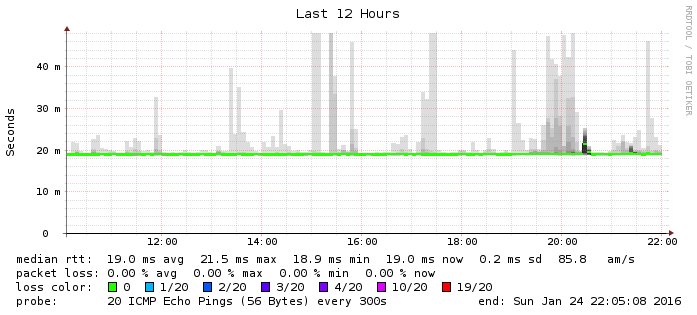 Last 12 Hours
RRDTOOL / TOBI OETIKER
Seconds
40 m
30 m
20 m
10 m
0
12:00 14:00 16:00 18:00 20:00 22:00
median rtt: 19.0 ms avg 21.5 ms max 18.9 ms min 19.0 ms now 0.2 ms sd 85.8 am/s
packet loss: 0.00 % avg 0.00 % max 0.00 % min 0.00 % now
loss color: 0 1/20 2/20 3/20 4/20 10/20 19/20
probe: 20 ICMP Echo Pings (56 Bytes) every 300s end: Sun Jan 24 22:05:08 2016